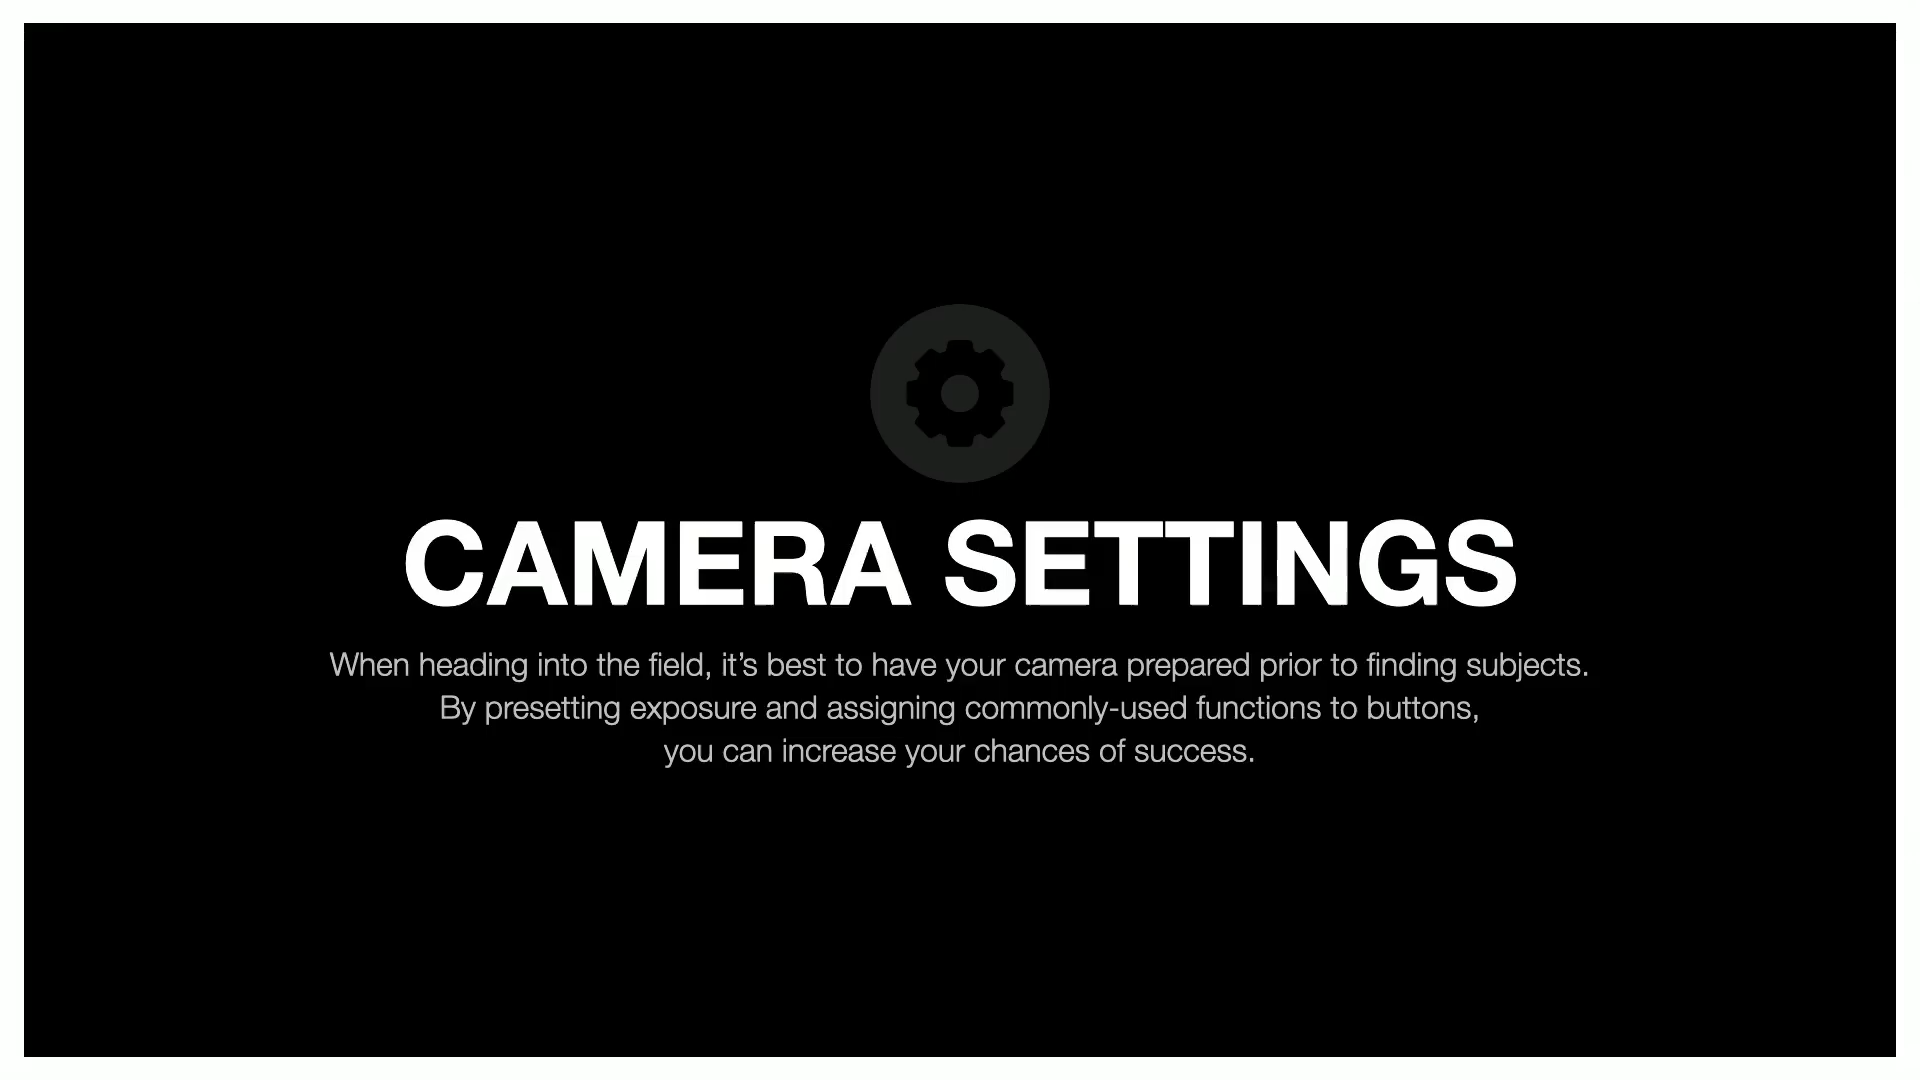 CAMERA SETTINGS
When heading into the field, it’s best to have your camera prepared prior to finding subjects.
By presetting exposure and assigning commonly-used functions to buttons,
you can increase your chances of success.